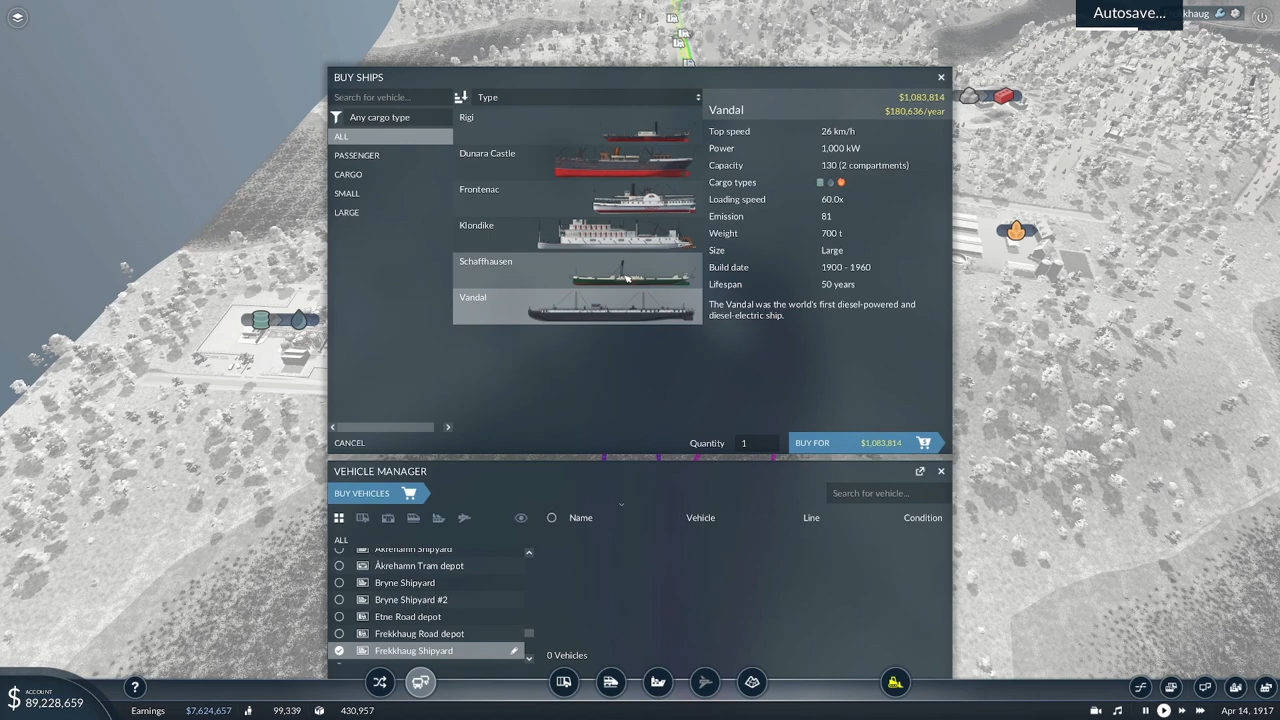 Autosave...
BUY SHIPS
Search for vehicle...
Type
Any cargo type
ALL
PASSENGER
CARGO
SMALL
LARGE
Rigi
Dunara Castle
Frontenac
Klondike
Schaffhausen
Vandal
$1,083,814
Vandal
$180,636/year
Top speed 26 km/h
Power 1,000 kW
Capacity 130 (2 compartments)
Cargo types
Loading speed 60.0x
Emission 81
Weight 700 t
Size Large
Build date 1900 - 1960
Lifespan 50 years
The Vandal was the world's first diesel-powered and
diesel-electric ship.
CANCEL
Quantity 1
BUY FOR $1,083,814
VEHICLE MANAGER
BUY VEHICLES
Search for vehicle...
Name Vehicle Line Condition
ALL
Åkrehamn Shipyard
Åkrehamn Tram depot
Bryne Shipyard
Bryne Shipyard #2
Etne Road depot
Frekkhaug Road depot
Frekkhaug Shipyard
0 Vehicles
?
$ ACCOUNT
89,228,659
Earnings $7,624,657 99,339 430,957
Apr 14, 1917